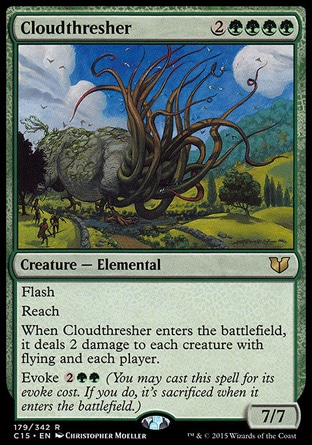 Cloudthresher 2
Creature — Elemental
Flash
Reach
When Cloudthresher enters the battlefield,
it deals 2 damage to each creature with
flying and each player.
Evoke 2 (You may cast this spell for
its evoke cost. If you do, it's sacrificed when it
enters the battlefield.)
7/7
179/342 R
C15 • EN Christopher Moeller
™ & © 2015 Wizards of the Coast